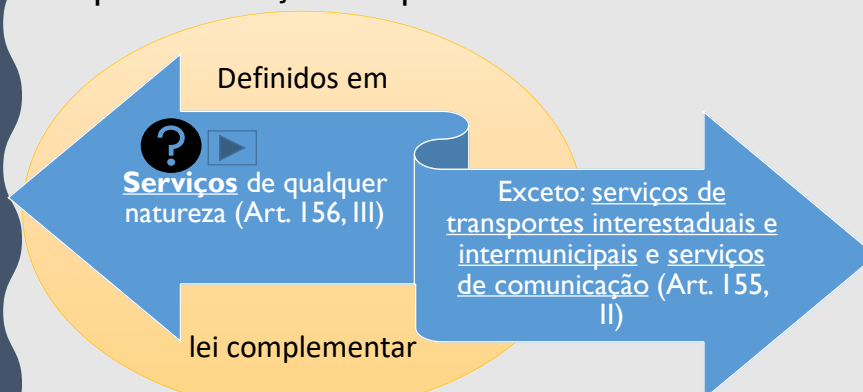 Definidos em
?
Serviços de qualquer
natureza (Art. 156, III)
Exceto: serviços de
transportes interestaduais e
intermunicipais e serviços
de comunicação (Art. 155,
II)
lei complementar